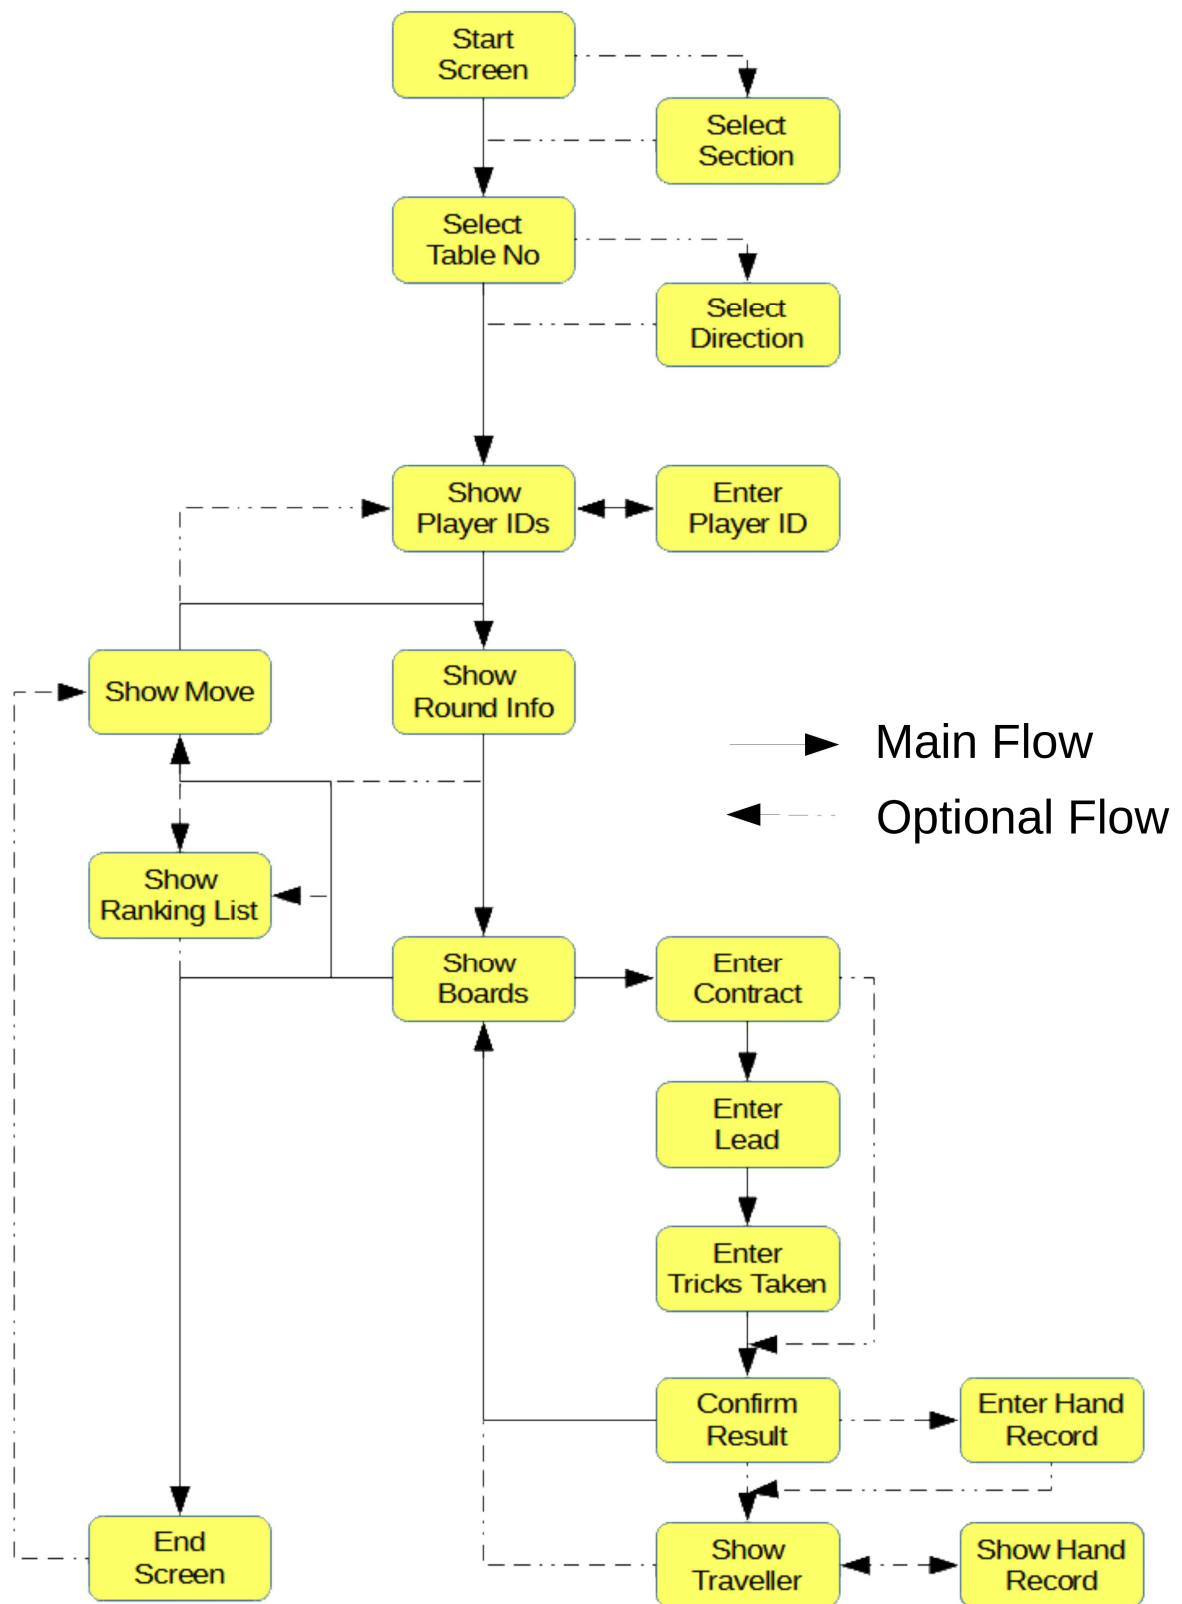 Start
Screen
Select
Section
Select
Table No
Select
Direction
Show
Player IDs
Enter
Player ID
Show Move
Show
Round Info
Main Flow
Optional Flow
Show
Ranking List
Show
Boards
Enter
Contract
Enter
Lead
Enter
Tricks Taken
Confirm
Result
Enter Hand
Record
End
Screen
Show
Traveller
Show Hand
Record